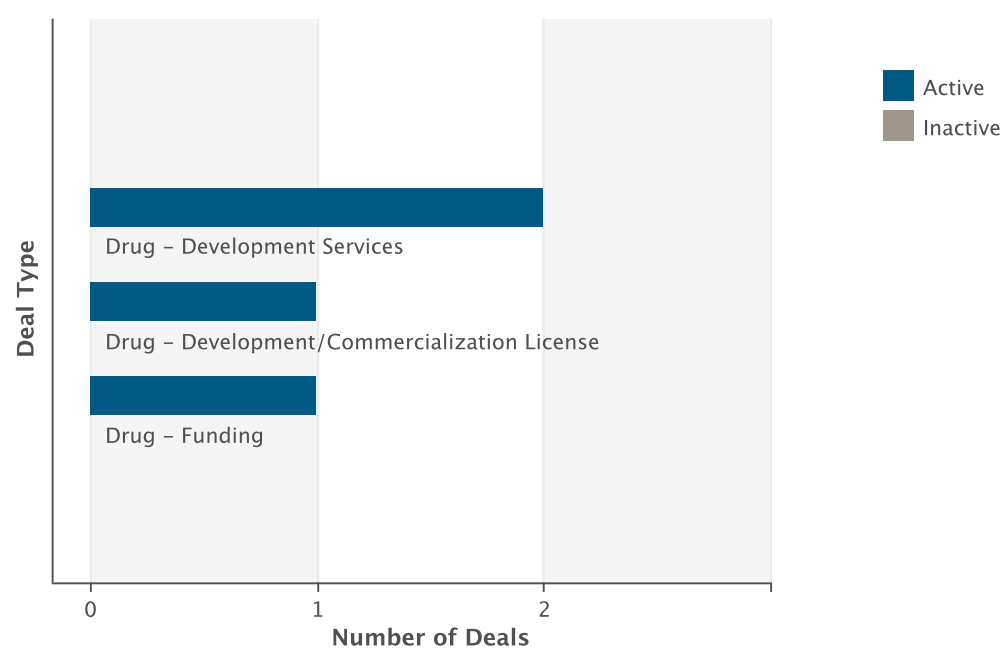 Active
Inactive
Deal Type
Drug – Development Services
Drug – Development/Commercialization License
Drug – Funding
0
1
2
Number of Deals